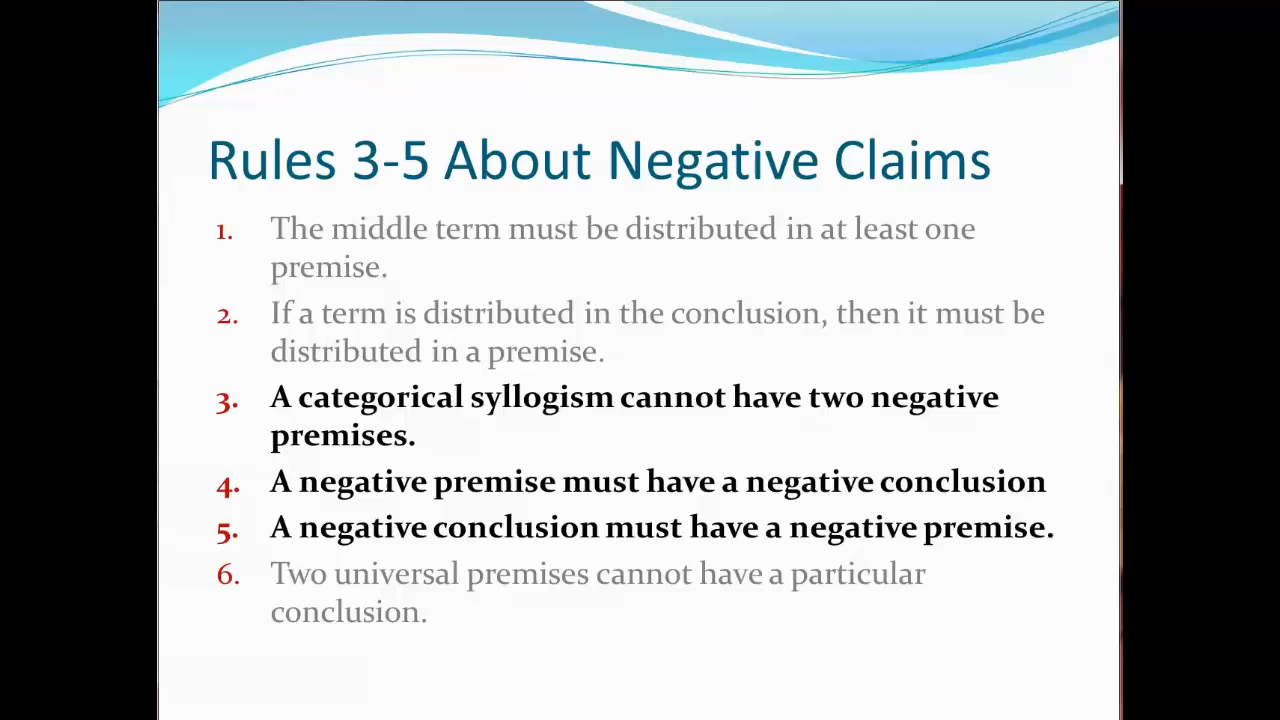 Rules 3-5 About Negative Claims
1. The middle term must be distributed in at least one
premise.
2. If a term is distributed in the conclusion, then it must be
distributed in a premise.
3. A categorical syllogism cannot have two negative
premises.
4. A negative premise must have a negative conclusion
5. A negative conclusion must have a negative premise.
6. Two universal premises cannot have a particular
conclusion.